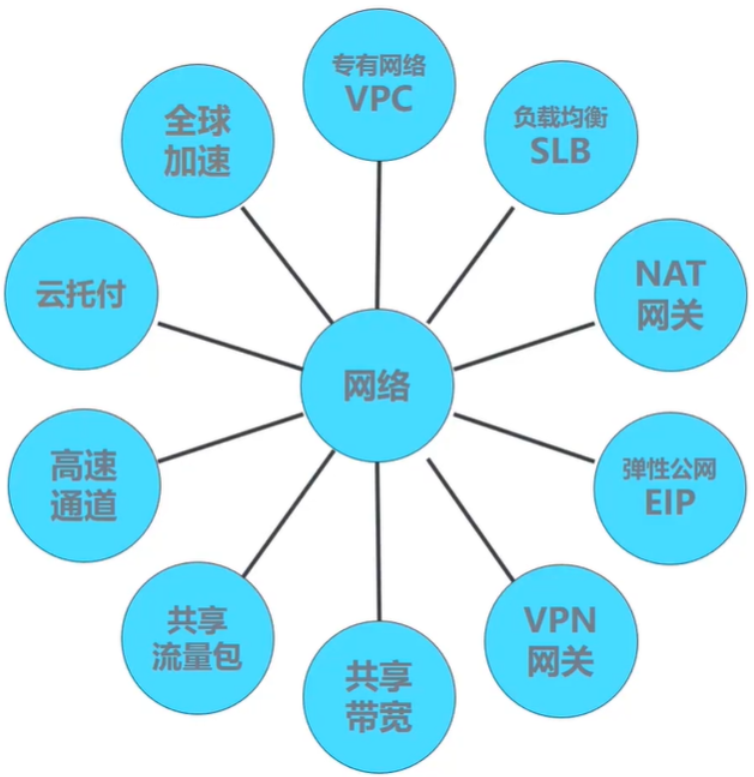 专有网络
VPC
全球
加速
负载均衡
SLB
云托付
NAT
网关
网络
高速
通道
弹性公网
EIP
共享
流量包
VPN
网关
共享
带宽